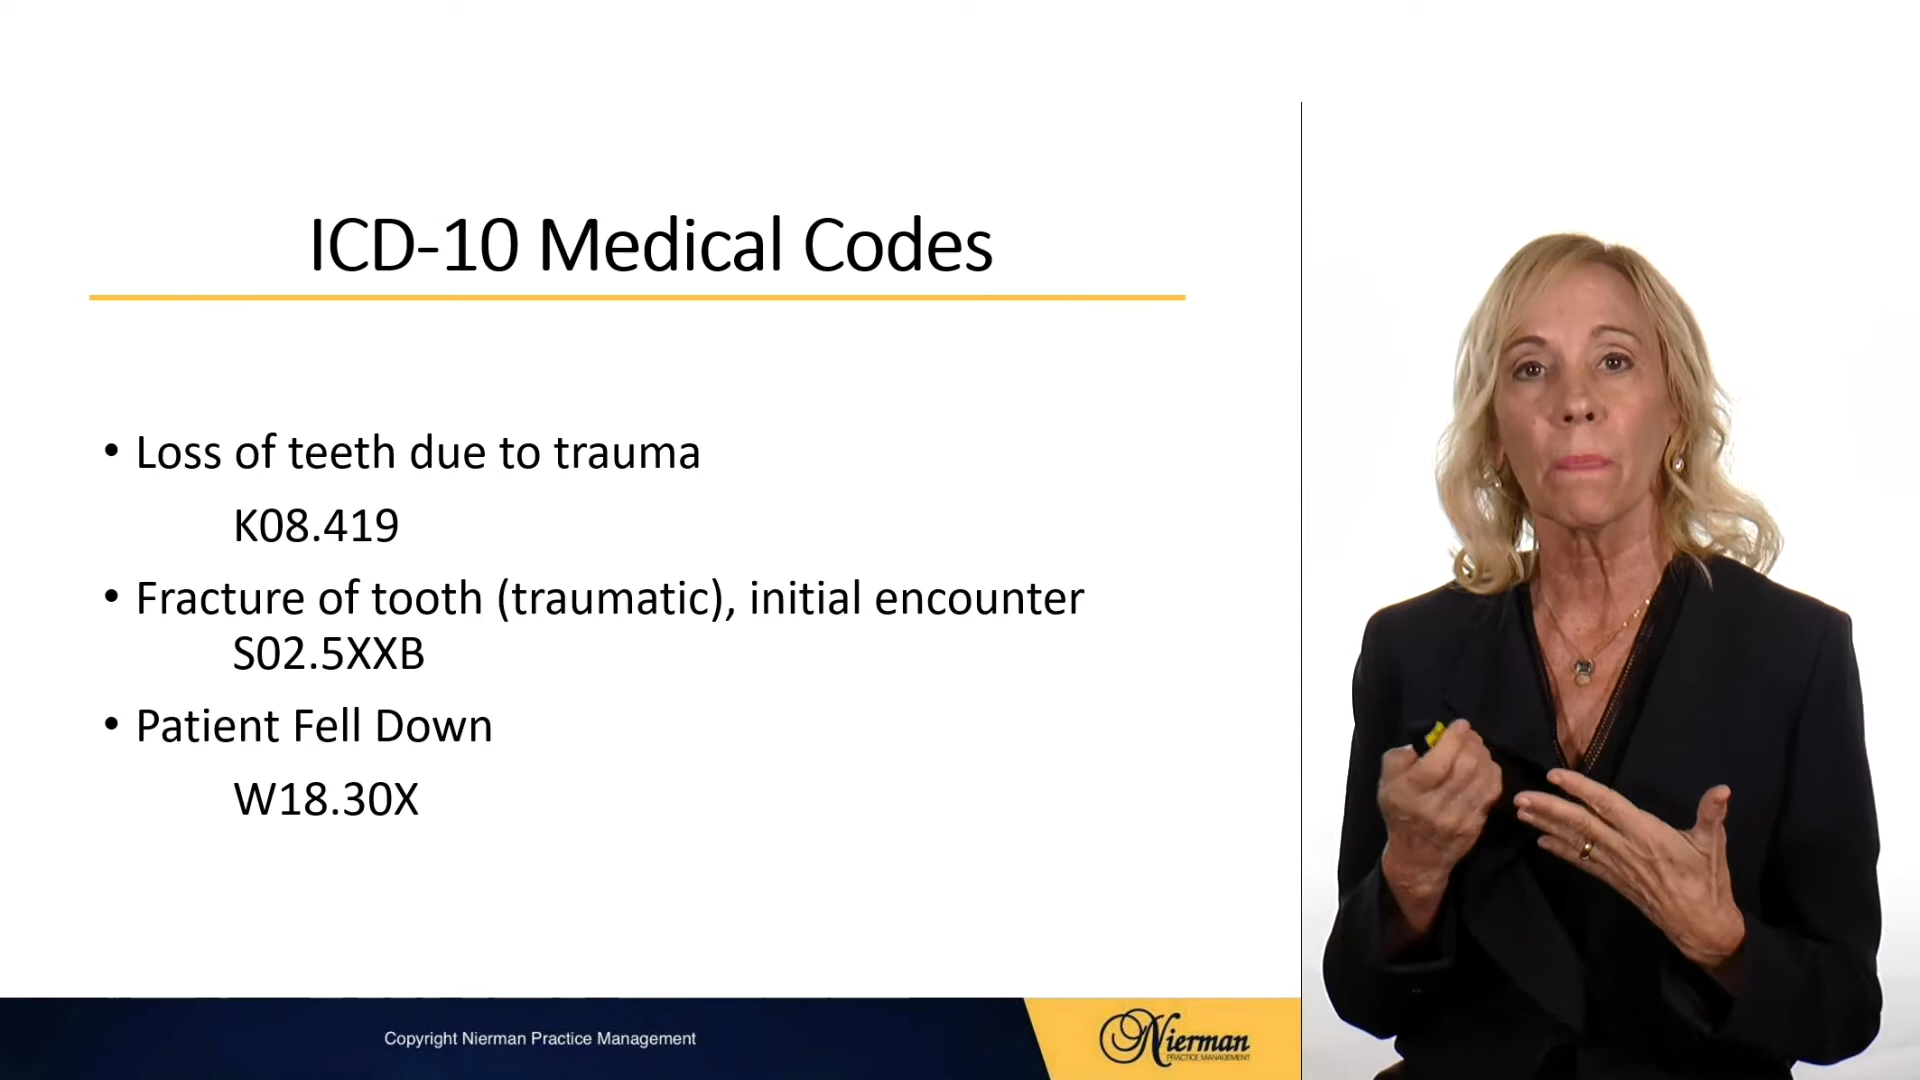 ICD-10 Medical Codes
• Loss of teeth due to trauma
K08.419
• Fracture of tooth (traumatic), initial encounter
S02.5XXB
• Patient Fell Down
W18.30X
Copyright Nierman Practice Management
Nierman
PRACTICE MANAGEMENT